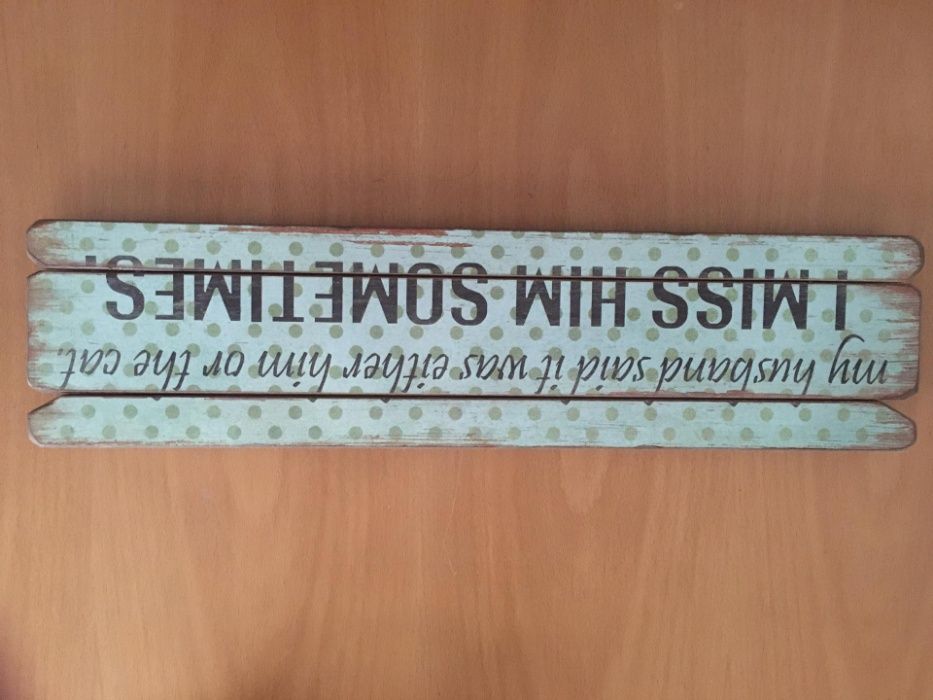 my husband said it was either him or the cat.
I MISS HIM SOMETIMES.